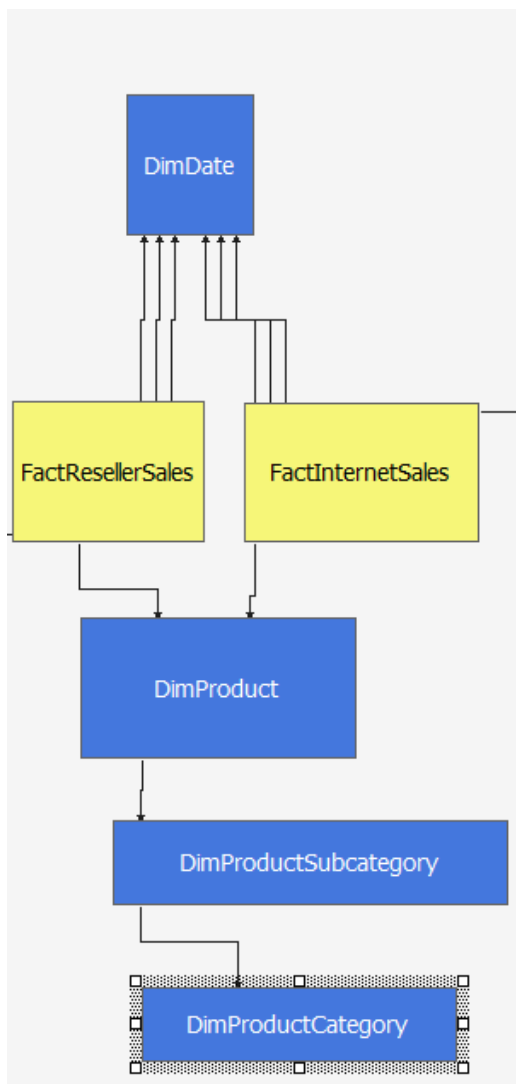 DimDate
FactResellerSales
FactInternetSales
DimProduct
DimProductSubcategory
DimProductCategory